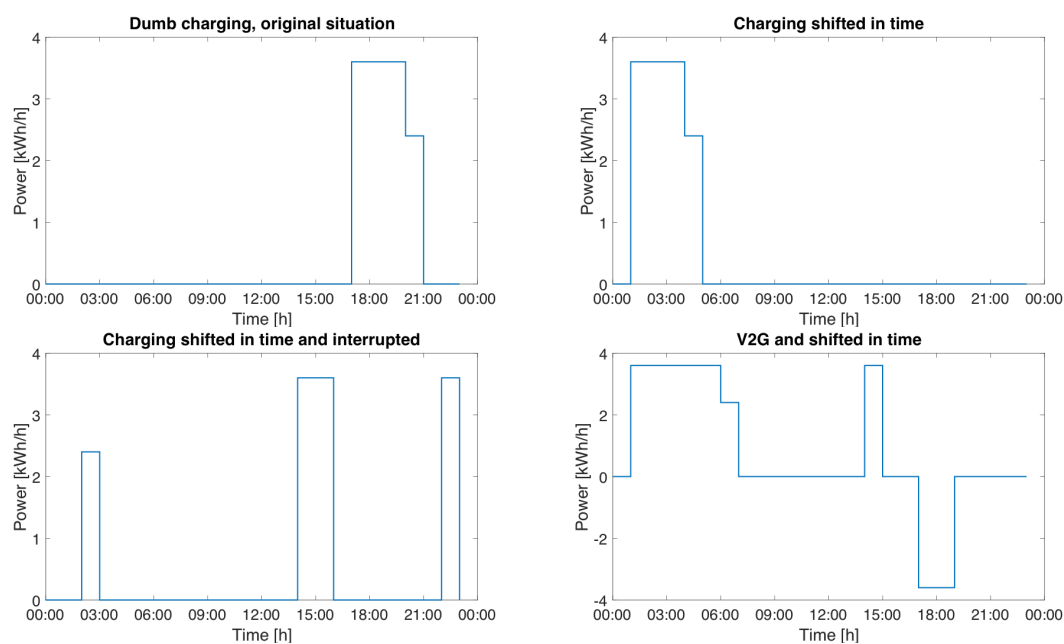 Dumb charging, original situation
4
3
2
1
0
Power [kWh/h]
00:00 03:00 06:00 09:00 12:00 15:00 18:00 21:00 00:00
Time [h]
Charging shifted in time
4
3
2
1
0
Power [kWh/h]
00:00 03:00 06:00 09:00 12:00 15:00 18:00 21:00 00:00
Time [h]
Charging shifted in time and interrupted
4
3
2
1
0
Power [kWh/h]
00:00 03:00 06:00 09:00 12:00 15:00 18:00 21:00 00:00
Time [h]
V2G and shifted in time
4
2
0
-2
-4
Power [kWh/h]
00:00 03:00 06:00 09:00 12:00 15:00 18:00 21:00 00:00
Time [h]